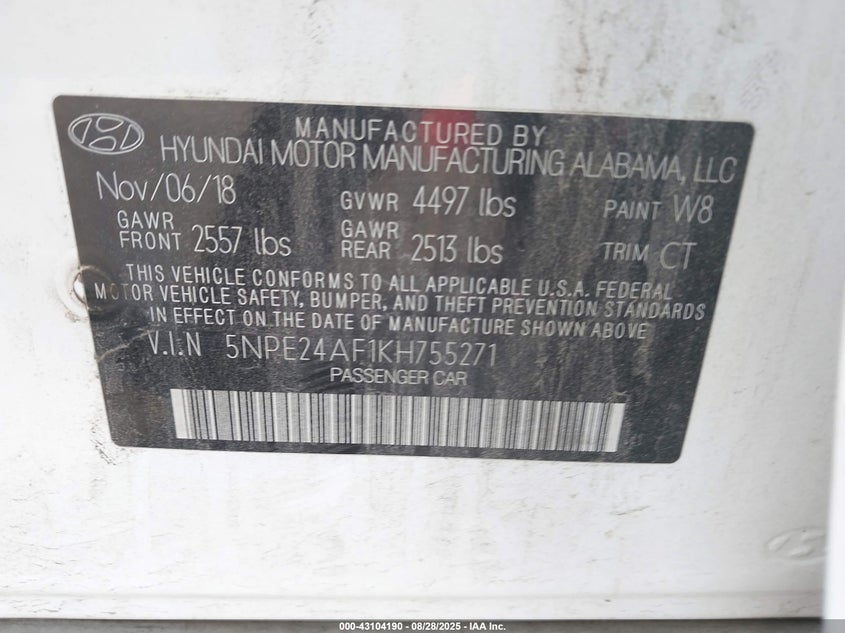 MANUFACTURED BY
HYUNDAI MOTOR MANUFACTURING ALABAMA, LLC
Nov/06/18 GVWR 4497 lbs PAINT W8
GAWR FRONT 2557 lbs GAWR REAR 2513 lbs TRIM CT
THIS VEHICLE CONFORMS TO ALL APPLICABLE U.S.A. FEDERAL
MOTOR VEHICLE SAFETY, BUMPER, AND THEFT PREVENTION STANDARDS
IN EFFECT ON THE DATE OF MANUFACTURE SHOWN ABOVE
V.I.N 5NPE24AF1KH755271
PASSENGER CAR
000-43104190 - 08/28/2025 - IAA Inc.